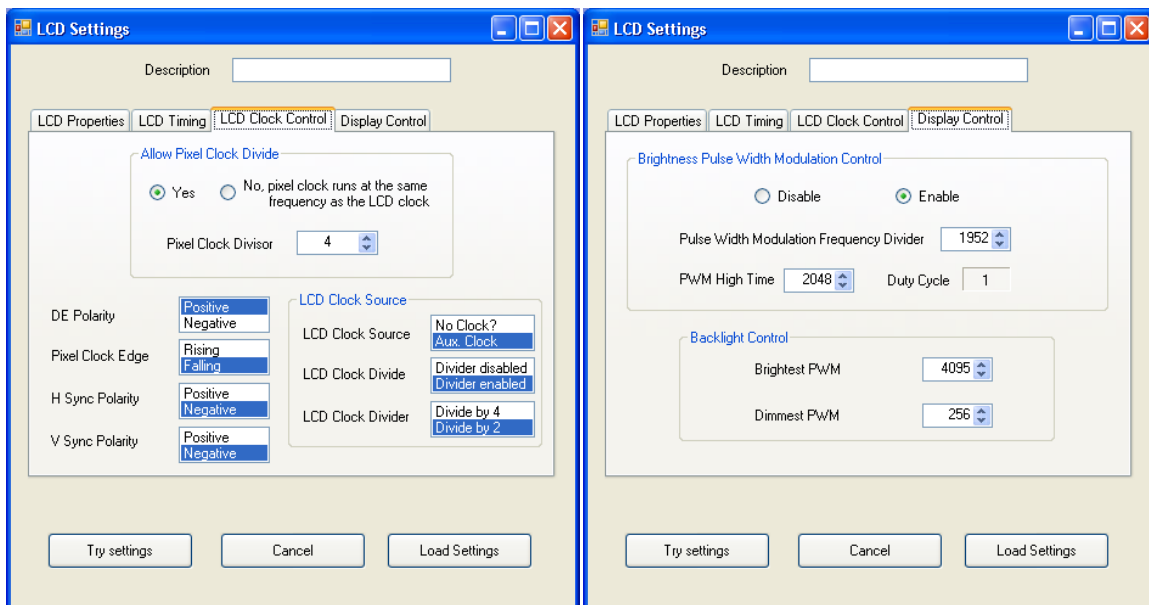 LCD Settings
Description
LCD Properties LCD Timing LCD Clock Control Display Control
Allow Pixel Clock Divide
Yes No, pixel clock runs at the same
frequency as the LCD clock
Pixel Clock Divisor 4
DE Polarity
Positive
Negative
Pixel Clock Edge
Rising
Falling
H Sync Polarity
Positive
Negative
V Sync Polarity
Positive
Negative
LCD Clock Source
LCD Clock Source
No Clock?
Aux. Clock
LCD Clock Divide
Divider disabled
Divider enabled
LCD Clock Divider
Divide by 4
Divide by 2
Try settings Cancel Load Settings
LCD Settings
Description
LCD Properties LCD Timing LCD Clock Control Display Control
Brightness Pulse Width Modulation Control
Disable Enable
Pulse Width Modulation Frequency Divider 1952
PWM High Time 2048 Duty Cycle 1
Backlight Control
Brightest PWM 4095
Dimmest PWM 256
Try settings Cancel Load Settings